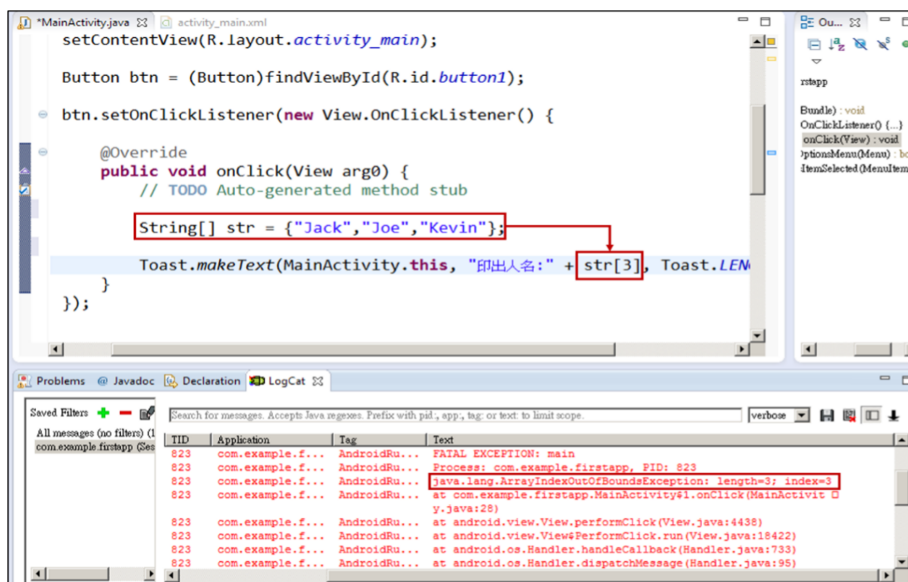 *MainActivity.java activity_main.xml
setContentView(R.layout.activity_main);
Button btn = (Button)findViewById(R.id.button1);
btn.setOnClickListener(new View.OnClickListener() {
@Override
public void onClick(View arg0) {
// TODO Auto-generated method stub
String[] str = {"Jack","Joe","Kevin"};
Toast.makeText(MainActivity.this, "印出人名:" + str[3], Toast.LEN
}
});
Ou...
rstapp
Bundle) : void
OnClickListener() {...}
onClick(View) : void
OptionsMenu(Menu) : bo
ItemSelected(MenuItem
Problems @ Javadoc Declaration LogCat
Saved Filters
All messages (no filters) (1
com.example.firstapp (Ses
Search for messages. Accepts Java regexes. Prefix with pid:, app:, tag: or text: to limit scope. verbose
TID Application Tag Text
823 com.example.f... AndroidRu... FATAL EXCEPTION: main
823 com.example.f... AndroidRu... Process: com.example.firstapp, PID: 823
823 com.example.f... AndroidRu... java.lang.ArrayIndexOutOfBoundsException: length=3; index=3
823 com.example.f... AndroidRu... at com.example.firstapp.MainActivity$1.onClick(MainActivit
y.java:28)
823 com.example.f... AndroidRu... at android.view.View.performClick(View.java:4438)
823 com.example.f... AndroidRu... at android.view.View$PerformClick.run(View.java:18422)
823 com.example.f... AndroidRu... at android.os.Handler.handleCallback(Handler.java:733)
823 com.example.f... AndroidRu... at android.os.Handler.dispatchMessage(Handler.java:95)